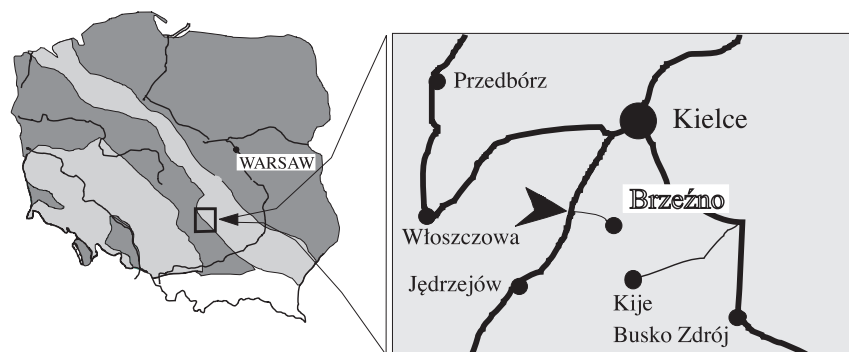 WARSAW
Przedbórz
Kielce
Brzeźno
Włoszczowa
Jędrzejów
Kije
Busko Zdrój